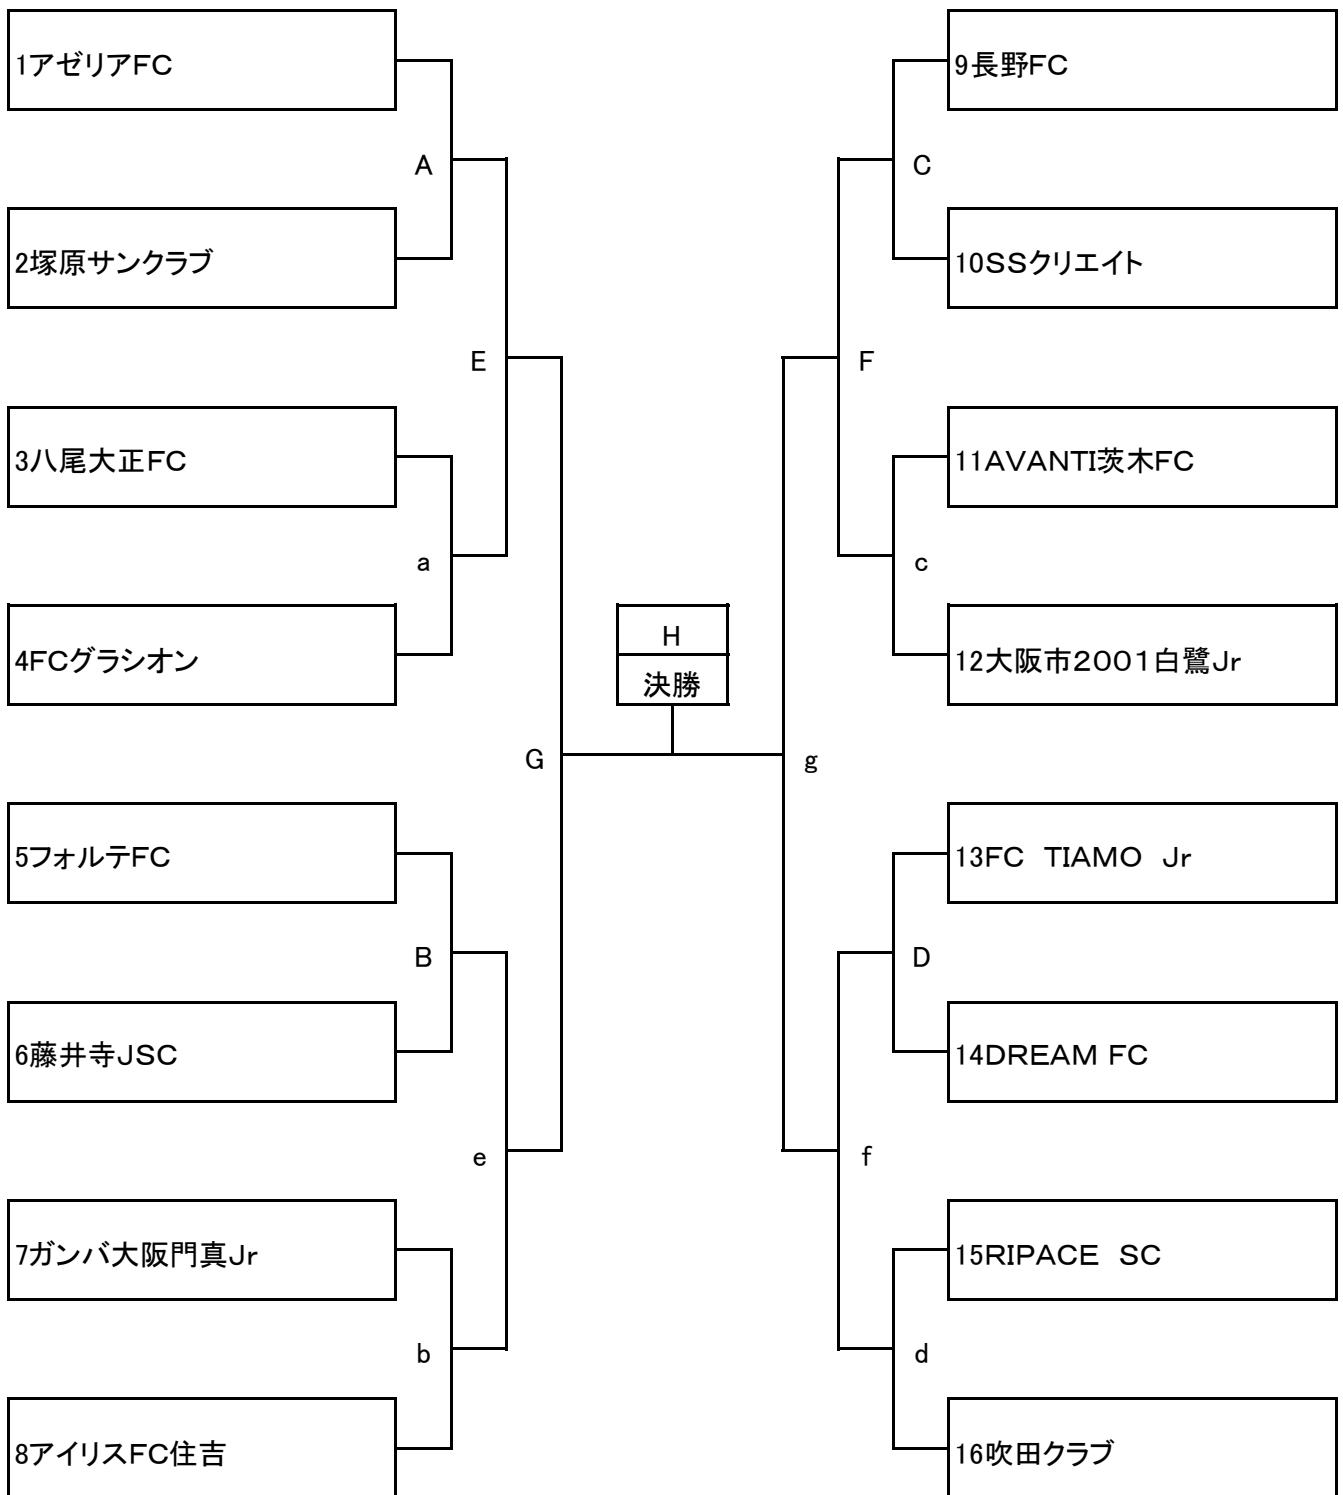 1アゼリアFC
A
2塚原サンクラブ
E
3八尾大正FC
a
4FCグラシオン
G
5フォルテFC
B
6藤井寺JSC
e
7ガンバ大阪門真Jr
b
8アイリスFC住吉
H
決勝
9長野FC
C
10SSクリエイト
F
11AVANTI茨木FC
c
12大阪市2001白鷺Jr
g
13FC　TIAMO　Jr
D
14DREAM FC
f
15RIPACE　SC
d
16吹田クラブ